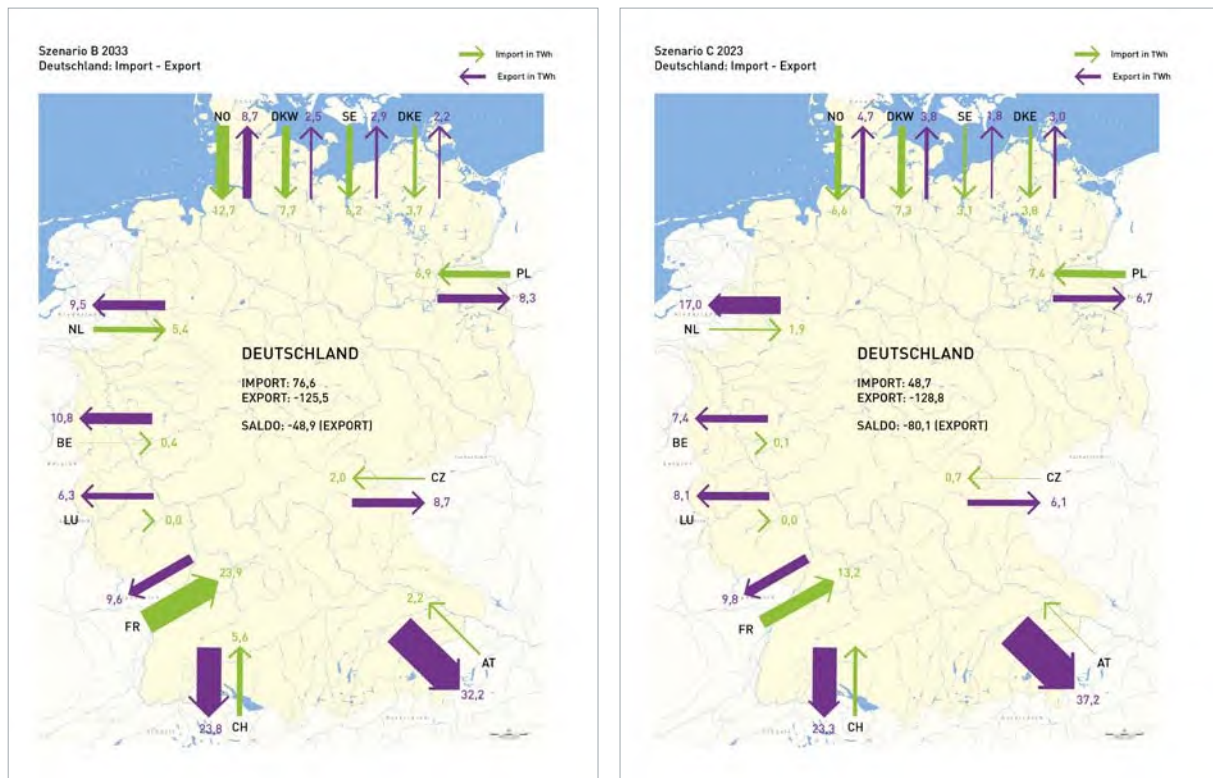 Szenario B 2033
Deutschland: Import - Export
Import in TWh
Export in TWh
NO 8,7 DKW 2,5 SE 2,9 DKE 2,2
12,7 7,7 6,2 3,7
6,9 PL
8,3
9,5
NL 5,4
DEUTSCHLAND
IMPORT: 76,6
EXPORT: -125,5
SALDO: -48,9 (EXPORT)
10,8
BE 0,4
2,0 CZ
8,7
6,3
LU 0,0
23,9
9,6
FR
2,2
5,6
AT
32,2
23,8 CH
Szenario C 2023
Deutschland: Import - Export
Import in TWh
Export in TWh
NO 4,7 DKW 3,8 SE 1,8 DKE 3,0
6,6 7,3 3,1 3,8
7,4 PL
6,7
17,0
NL 1,9
DEUTSCHLAND
IMPORT: 48,7
EXPORT: -128,8
SALDO: -80,1 (EXPORT)
7,4
BE 0,1
0,7 CZ
6,1
8,1
LU 0,0
13,2
9,8
FR
AT
37,2
23,3 CH